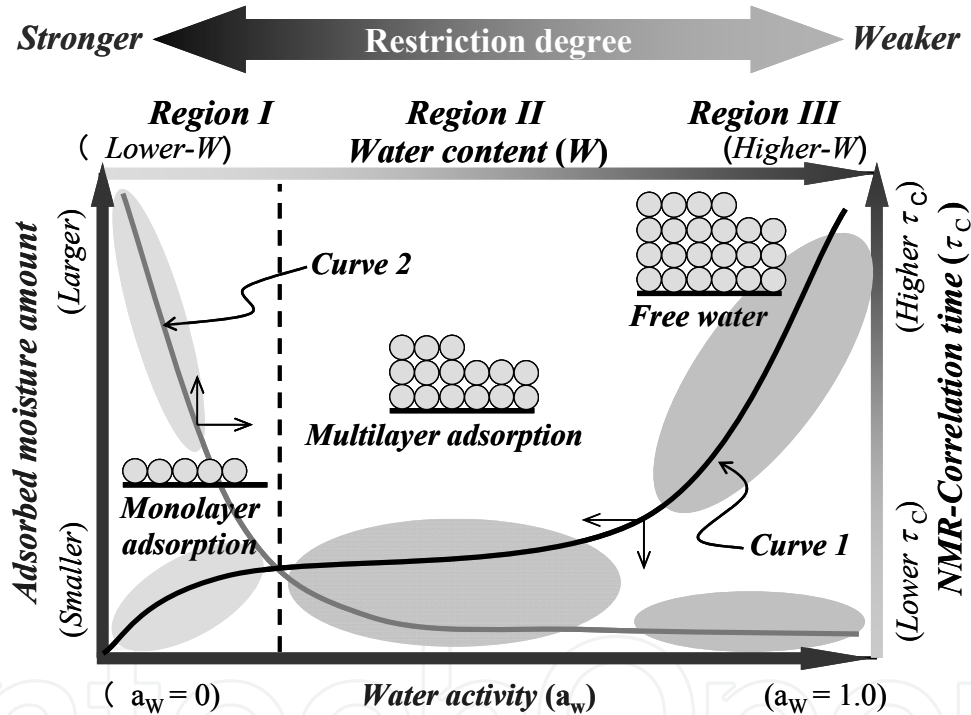 Stronger Restriction degree Weaker
Region I Region II Region III
( Lower-W) Water content (W) (Higher-W)
Adsorbed moisture amount
(Larger)
(Smaller)
Curve 2
Monolayer
adsorption
Multilayer adsorption
Free water
Curve 1
(Higher τC)
(Lower τC)
NMR-Correlation time (τC)
( aW = 0) Water activity (aw) (aW = 1.0)